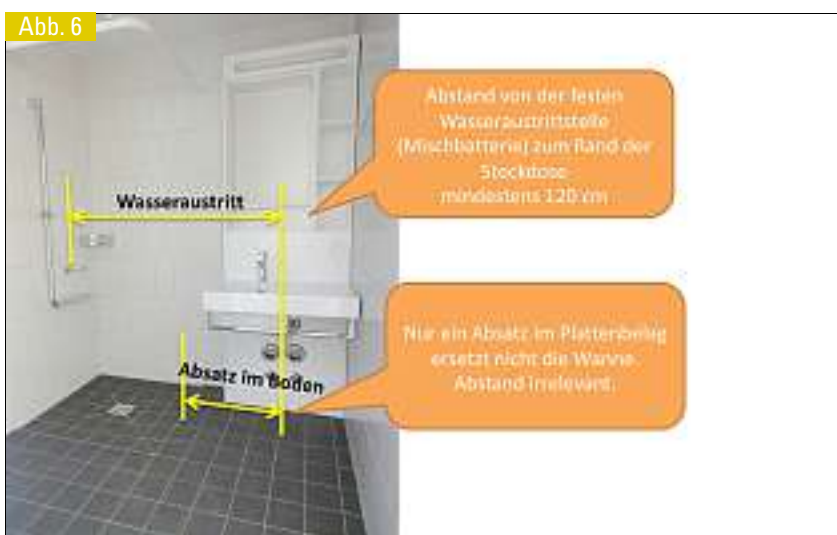 Abb. 6
Abstand von der festen
Wasseraustrittstelle
(Mischbatterie) zum Rand der
Steckdose
mindestens 120 cm
Wasseraustritt
Nur ein Absatz im Plattenbelag
ersetzt nicht die Wanne.
Abstand irrelevant.
Absatz im Boden